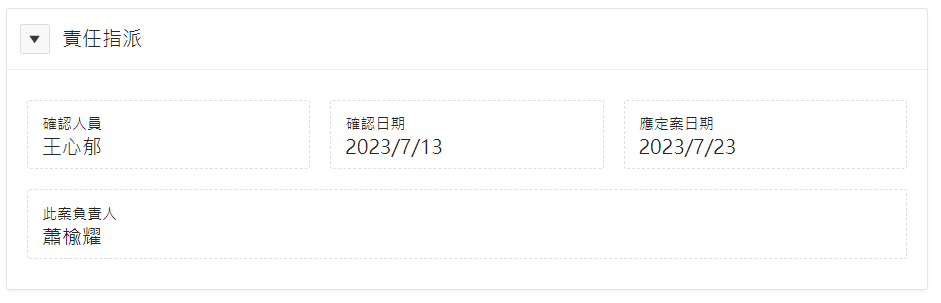 責任指派
確認人員
王心郁
確認日期
2023/7/13
應定案日期
2023/7/23
此案負責人
蕭楡耀